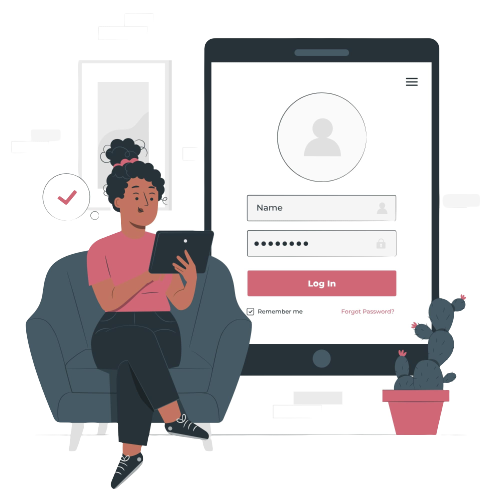 Name
••••••••
Log In
Remember me
Forget Password?